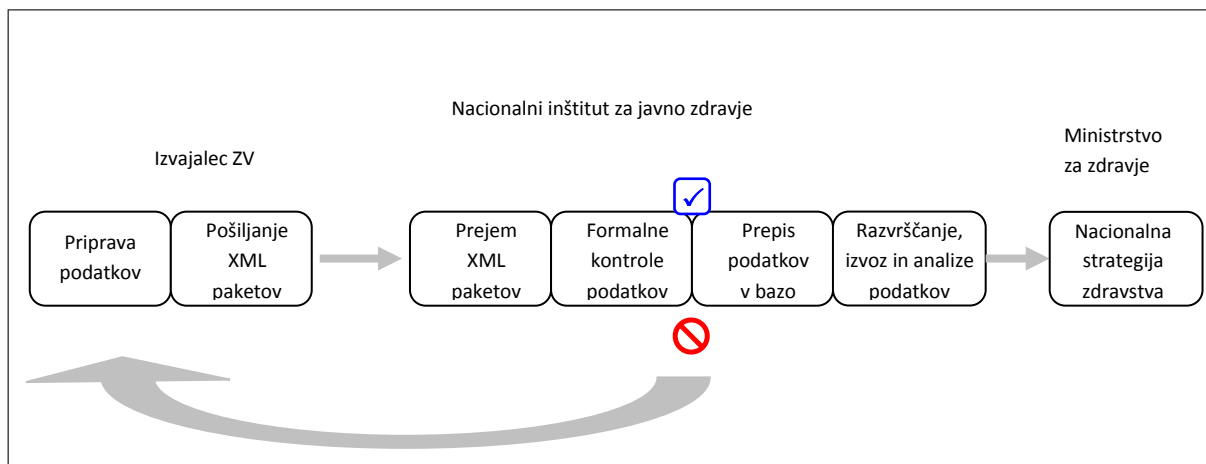 Nacionalni inštitut za javno zdravje
Ministrstvo
za zdravje
Izvajalec ZV
Priprava
podatkov
Pošiljanje
XML
paketov
Prejem
XML
paketov
Formalne
kontrole
podatkov
Prepis
podatkov
v bazo
Razvrščanje,
izvoz in analize
podatkov
Nacionalna
strategija
zdravstva